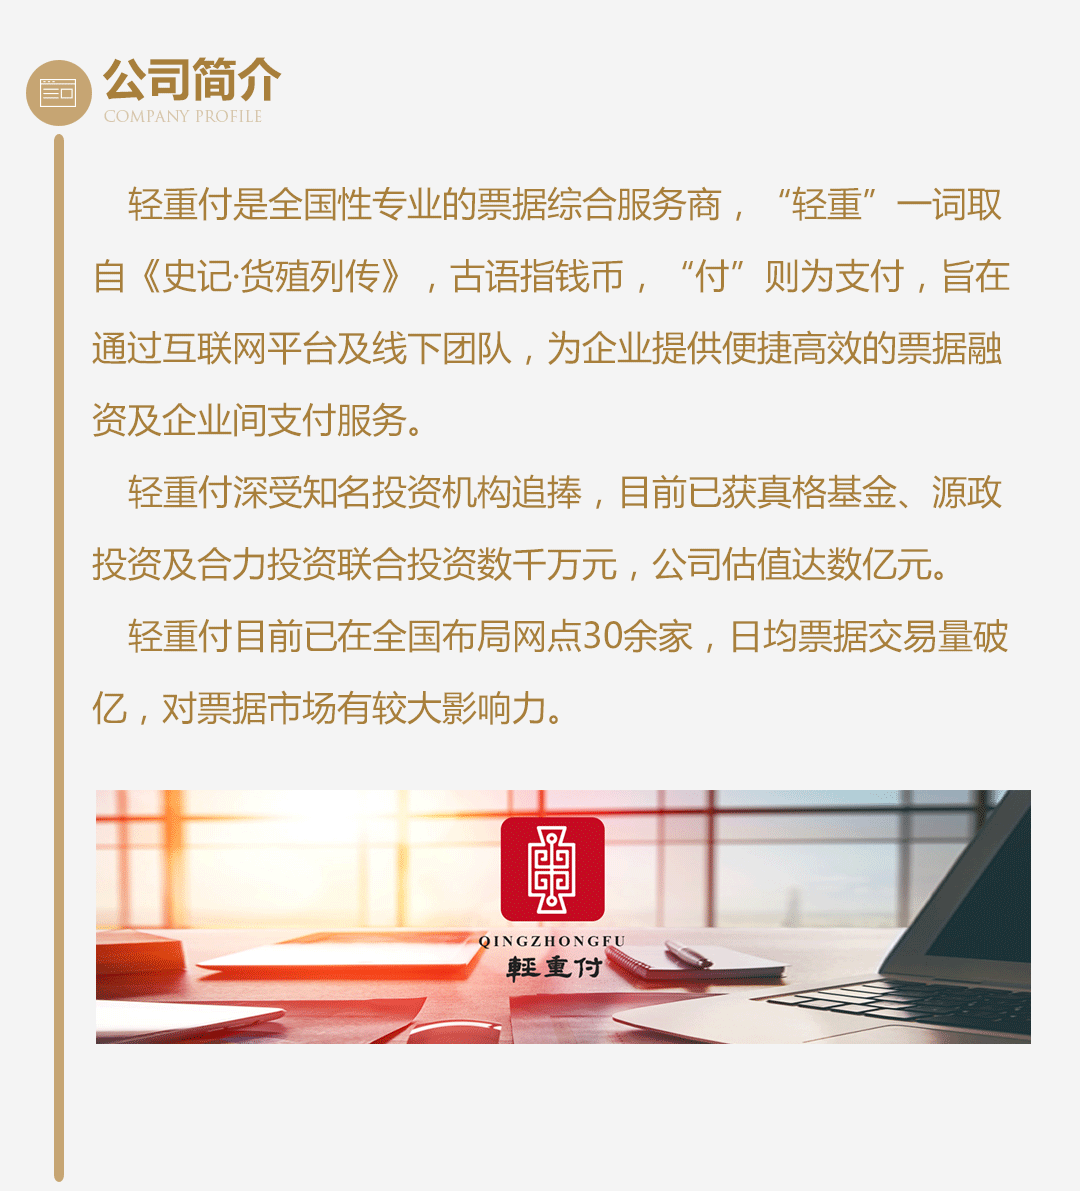 公司简介
COMPANY PROFILE
轻重付是全国性专业的票据综合服务商，“轻重”一词取
自《史记·货殖列传》，古语指钱币，“付”则为支付，旨在
通过互联网平台及线下团队，为企业提供便捷高效的票据融
资及企业间支付服务。
轻重付深受知名投资机构追捧，目前已获真格基金、源政
投资及合力投资联合投资数千万元，公司估值达数亿元。
轻重付目前已在全国布局网点30余家，日均票据交易量破
亿，对票据市场有较大影响力。
QINGZHONGFU
輕重付